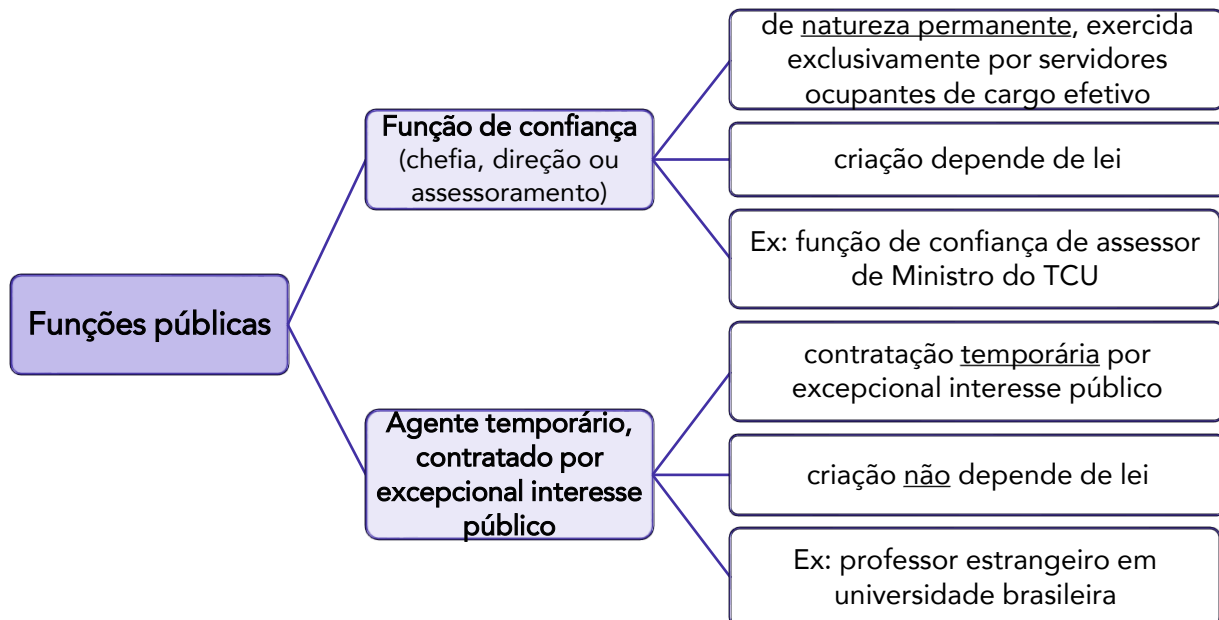 Funções públicas
Função de confiança
(chefia, direção ou
assessoramento)
de natureza permanente, exercida
exclusivamente por servidores
ocupantes de cargo efetivo
criação depende de lei
Ex: função de confiança de assessor
de Ministro do TCU
Agente temporário,
contratado por
excepcional interesse
público
contratação temporária por
excepcional interesse público
criação não depende de lei
Ex: professor estrangeiro em
universidade brasileira